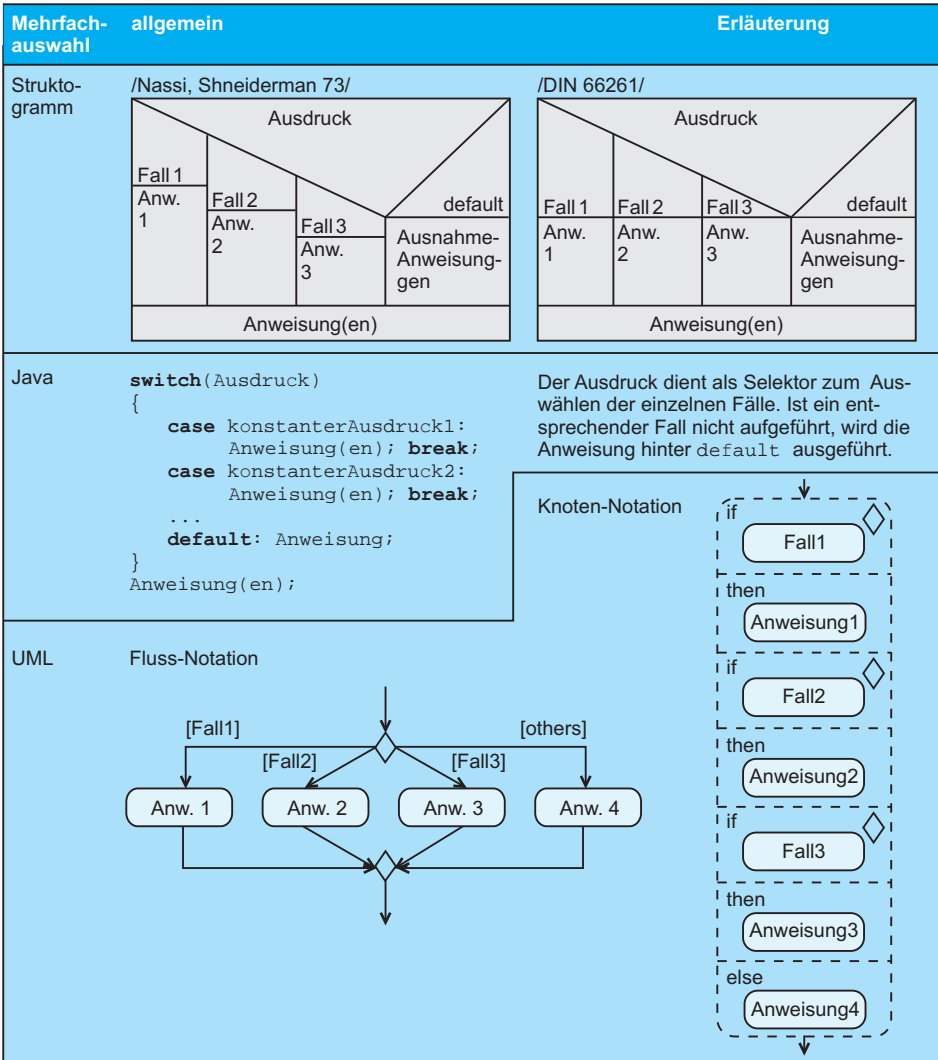 Mehrfach-
auswahl
allgemein
Erläuterung
Strukto-
gramm
/Nassi, Shneiderman 73/
Ausdruck
Fall 1
Anw.
1
Fall 2
Anw.
2
Fall 3
Anw.
3
default
Ausnahme-
Anweisung-
gen
Anweisung(en)
/DIN 66261/
Ausdruck
Fall 1
Fall 2
Fall 3
default
Anw.
1
Anw.
2
Anw.
3
Ausnahme-
Anweisung-
gen
Anweisung(en)
Java
switch(Ausdruck)
{
case konstanterAusdruck1:
Anweisung(en); break;
case konstanterAusdruck2:
Anweisung(en); break;
...
default: Anweisung;
}
Anweisung(en);
Der Ausdruck dient als Selektor zum Aus-
wählen der einzelnen Fälle. Ist ein ent-
sprechender Fall nicht aufgeführt, wird die
Anweisung hinter default ausgeführt.
UML
Fluss-Notation
[Fall1]
[others]
[Fall2]
[Fall3]
Anw. 1
Anw. 2
Anw. 3
Anw. 4
Knoten-Notation
if
Fall1
then
Anweisung1
if
Fall2
then
Anweisung2
if
Fall3
then
Anweisung3
else
Anweisung4